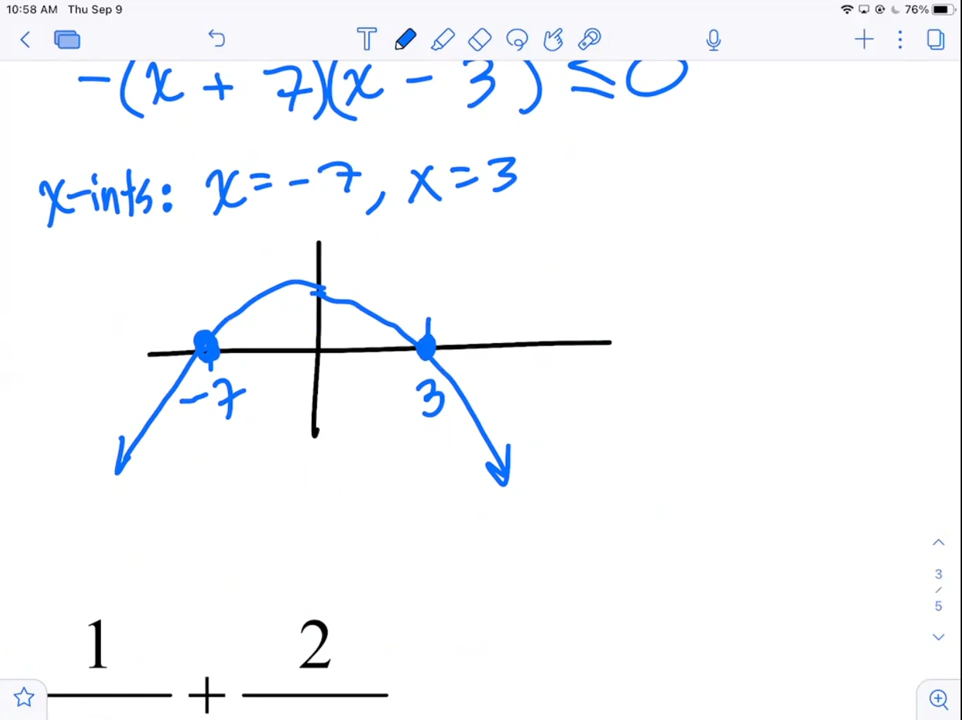 10:58 AM Thu Sep 9 76%
T
-(x + 7)(x - 3) ≤ 0
x-ints: x = -7, x = 3
-7 3
3
/
5
1 + 2